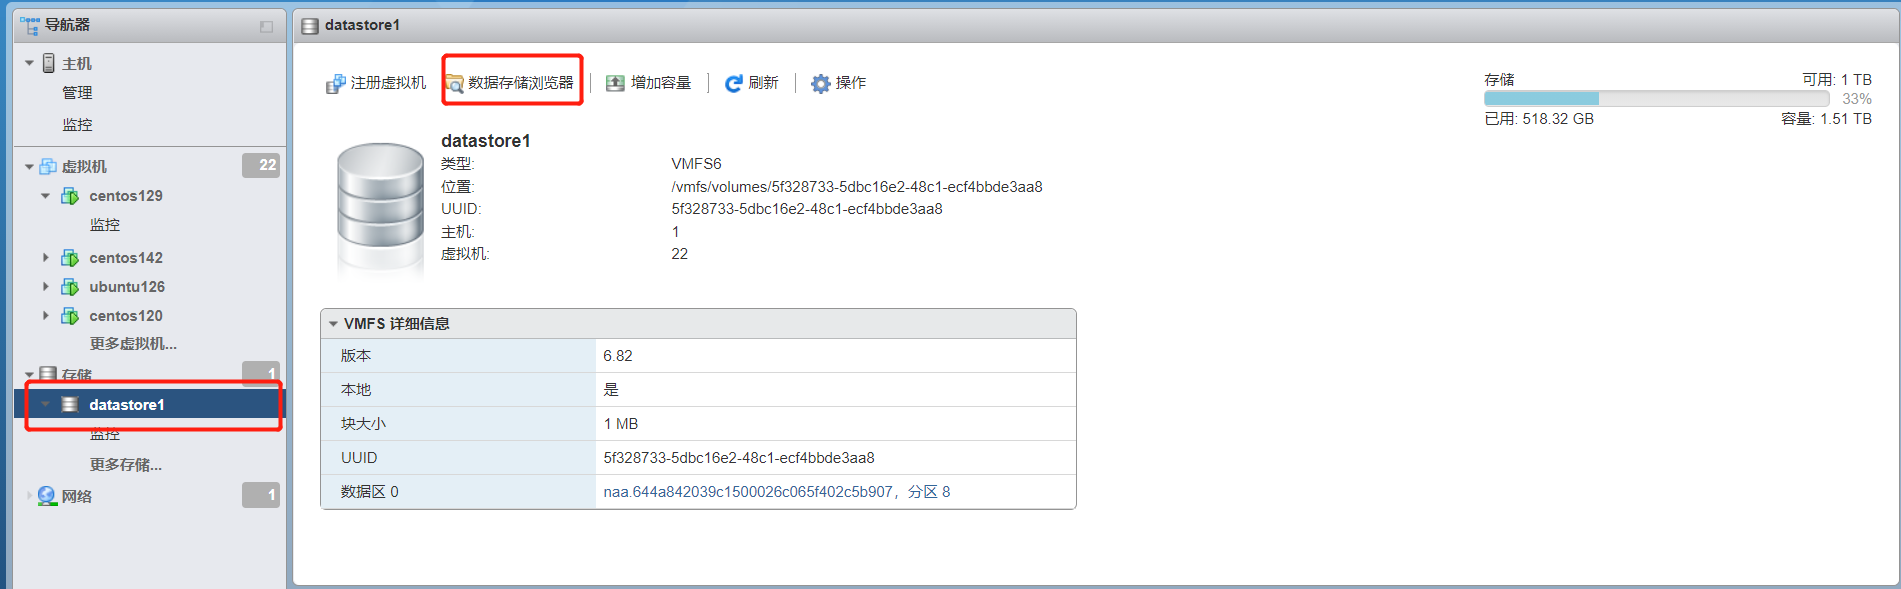 导航器
主机
管理
监控
虚拟机 22
centos129
监控
centos142
ubuntu126
centos120
更多虚拟机...
存储 1
datastore1
监控
更多存储...
网络 1
datastore1
注册虚拟机 数据存储浏览器 增加容量 刷新 操作
存储 可用: 1 TB
33%
已用: 518.32 GB 容量: 1.51 TB
datastore1
类型: VMFS6
位置: /vmfs/volumes/5f328733-5dbc16e2-48c1-ecf4bbde3aa8
UUID: 5f328733-5dbc16e2-48c1-ecf4bbde3aa8
主机: 1
虚拟机: 22
VMFS 详细信息
版本 6.82
本地 是
块大小 1 MB
UUID 5f328733-5dbc16e2-48c1-ecf4bbde3aa8
数据区 0 naa.644a842039c1500026c065f402c5b907，分区 8